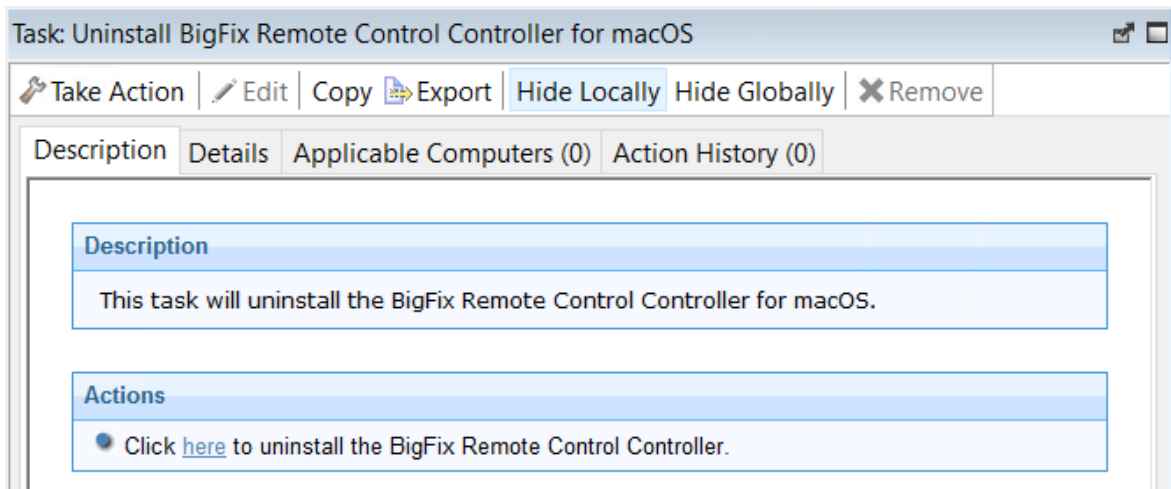 Task: Uninstall BigFix Remote Control Controller for macOS
Take Action Edit Copy Export Hide Locally Hide Globally Remove
Description Details Applicable Computers (0) Action History (0)
Description
This task will uninstall the BigFix Remote Control Controller for macOS.
Actions
Click here to uninstall the BigFix Remote Control Controller.